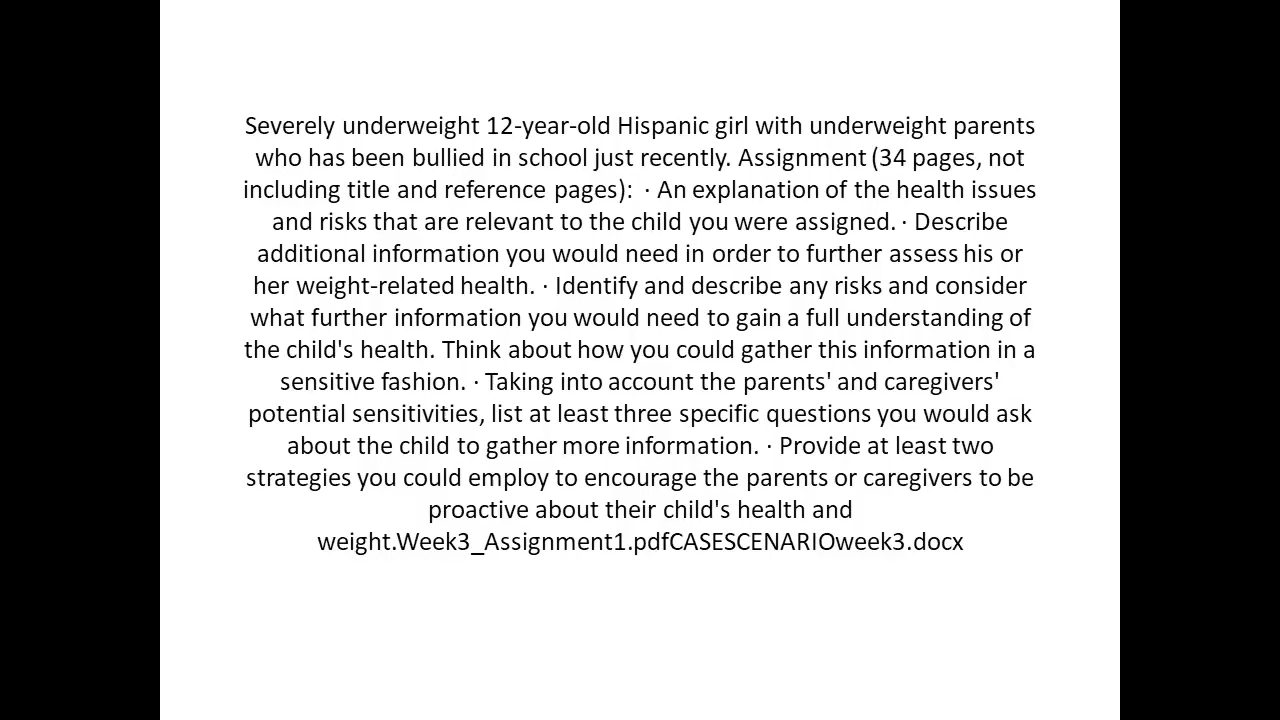 Severely underweight 12-year-old Hispanic girl with underweight parents
who has been bullied in school just recently. Assignment (34 pages, not
including title and reference pages):  · An explanation of the health issues
and risks that are relevant to the child you were assigned. · Describe
additional information you would need in order to further assess his or
her weight-related health. · Identify and describe any risks and consider
what further information you would need to gain a full understanding of
the child's health. Think about how you could gather this information in a
sensitive fashion. · Taking into account the parents' and caregivers'
potential sensitivities, list at least three specific questions you would ask
about the child to gather more information. · Provide at least two
strategies you could employ to encourage the parents or caregivers to be
proactive about their child's health and
weight.Week3_Assignment1.pdfCASESCENARIOweek3.docx